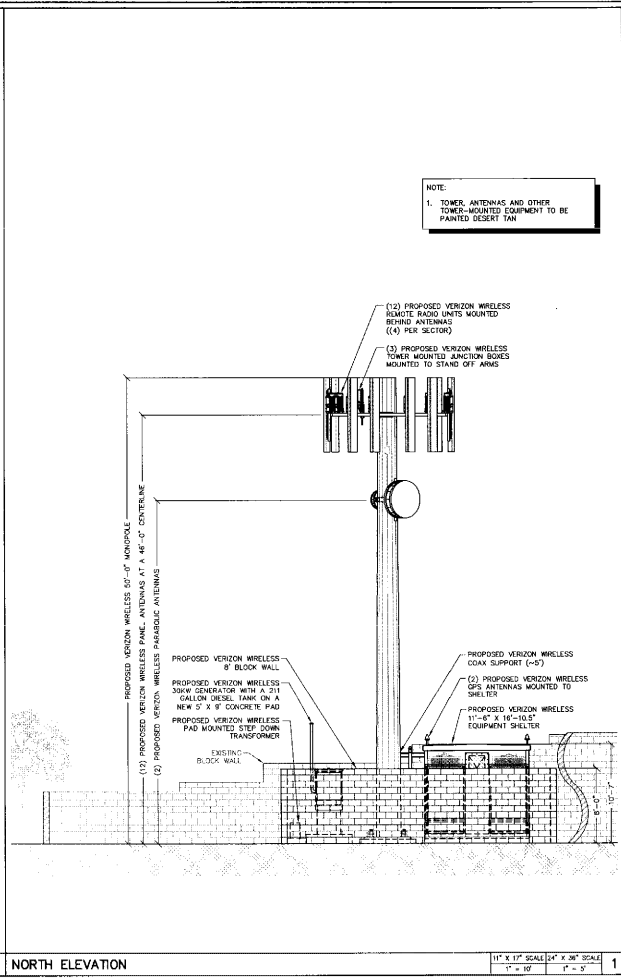 NOTE:
1. TOWER, ANTENNAS AND OTHER
TOWER-MOUNTED EQUIPMENT TO BE
PAINTED DESERT TAN
(12) PROPOSED VERIZON WIRELESS
REMOTE RADIO UNITS MOUNTED
BEHIND ANTENNAS
((4) PER SECTOR)
(3) PROPOSED VERIZON WIRELESS
TOWER MOUNTED JUNCTION BOXES
MOUNTED TO STAND OFF ARMS
PROPOSED VERIZON WIRELESS 50'-0" MONOPOLE
(12) PROPOSED VERIZON WIRELESS PANEL ANTENNAS AT A 46'-0" CENTERLINE
(2) PROPOSED VERIZON WIRELESS PARABOLIC ANTENNAS
PROPOSED VERIZON WIRELESS
8' BLOCK WALL
PROPOSED VERIZON WIRELESS
30KW GENERATOR WITH A 211
GALLON DIESEL TANK ON A
NEW 5' X 9' CONCRETE PAD
PROPOSED VERIZON WIRELESS
PAD MOUNTED STEP DOWN
TRANSFORMER
EXISTING
BLOCK WALL
PROPOSED VERIZON WIRELESS
COAX SUPPORT (~5')
(2) PROPOSED VERIZON WIRELESS
GPS ANTENNAS MOUNTED TO
SHELTER
PROPOSED VERIZON WIRELESS
11'-6" X 16'-10.5"
EQUIPMENT SHELTER
8'-0"
10'-7"
NORTH ELEVATION
11" X 17" SCALE 24" X 36" SCALE
1" = 10' 1" = 5'
1